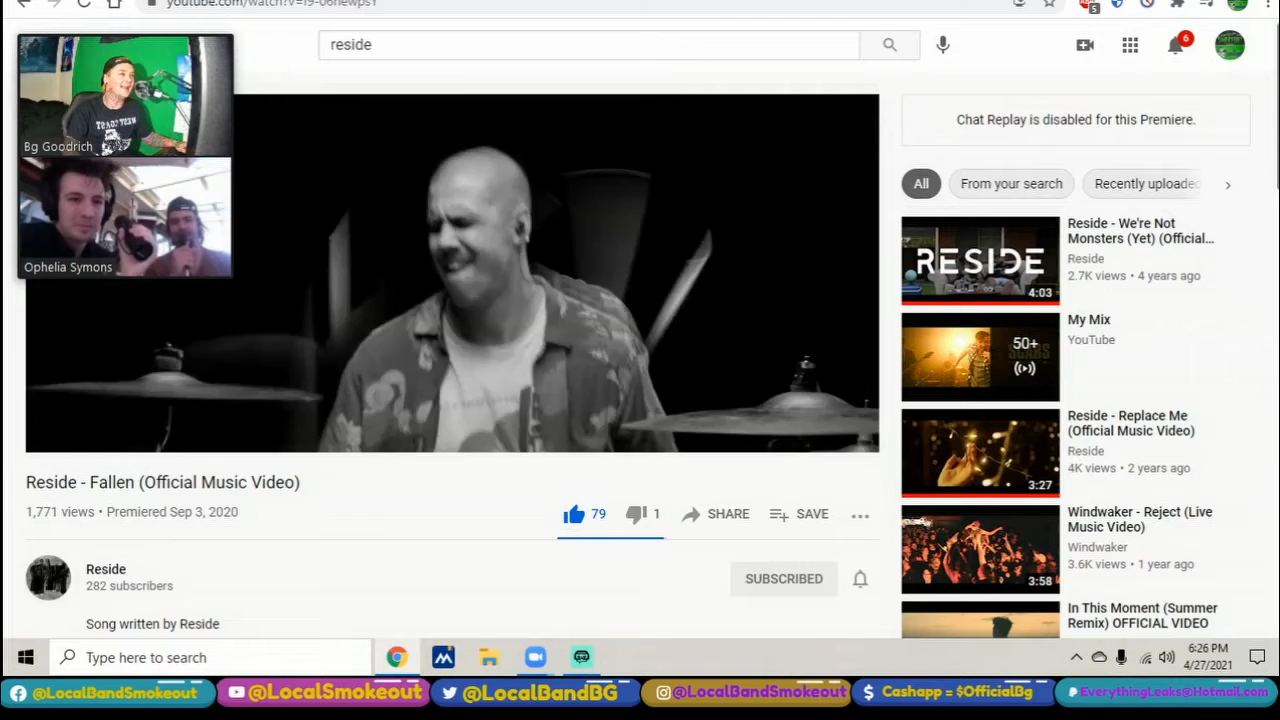 reside
6
5
Bg Goodrich
Ophelia Symons
Chat Replay is disabled for this Premiere.
All
From your search
Recently uploaded
RESIDE
4:03
Reside - We're Not
Monsters (Yet) (Official...
Reside
2.7K views • 4 years ago
50+
My Mix
YouTube
3:27
Reside - Replace Me
(Official Music Video)
Reside
4K views • 2 years ago
3:58
Windwaker - Reject (Live
Music Video)
Windwaker
3.6K views • 1 year ago
In This Moment (Summer
Remix) OFFICIAL VIDEO
Reside - Fallen (Official Music Video)
1,771 views • Premiered Sep 3, 2020
79
1
SHARE
SAVE
Reside
282 subscribers
SUBSCRIBED
Song written by Reside
Type here to search
6:26 PM
4/27/2021
@LocalBandSmokeout
@LocalSmokeout
@LocalBandBG
@LocalBandSmokeout
Cashapp = $OfficialBg
EverythingLeaks@Hotmail.com